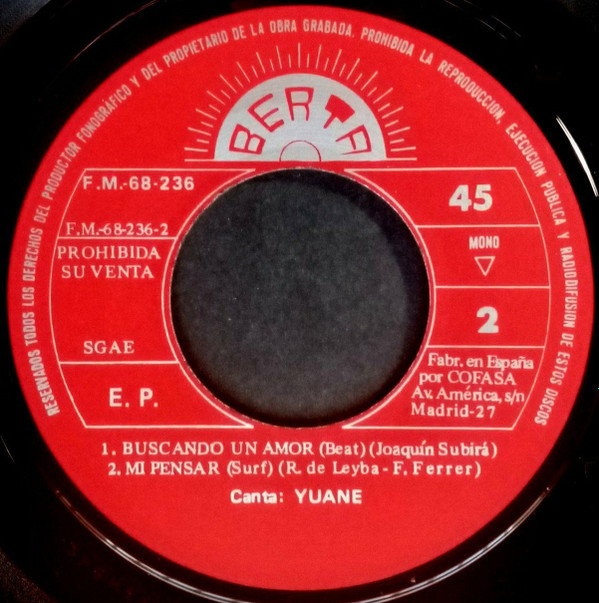 RESERVADOS TODOS LOS DERECHOS DEL PRODUCTOR FONOGRÁFICO Y DEL PROPIETARIO DE LA OBRA GRABADA. PROHIBIDA LA REPRODUCCION, EJECUCION PUBLICA Y RADIODIFUSION DE ESTOS DISCOS
BERTA
F.M.-68-236
45
F.M.-68-236-2
MONO
PROHIBIDA
SU VENTA
2
SGAE
Fabr. en España
por COFASA
Av. América, s/n
Madrid-27
E. P.
1. BUSCANDO UN AMOR (Beat) (Joaquín Subirá)
2. MI PENSAR (Surf) (R. de Leyba - F. Ferrer)
Canta: YUANE